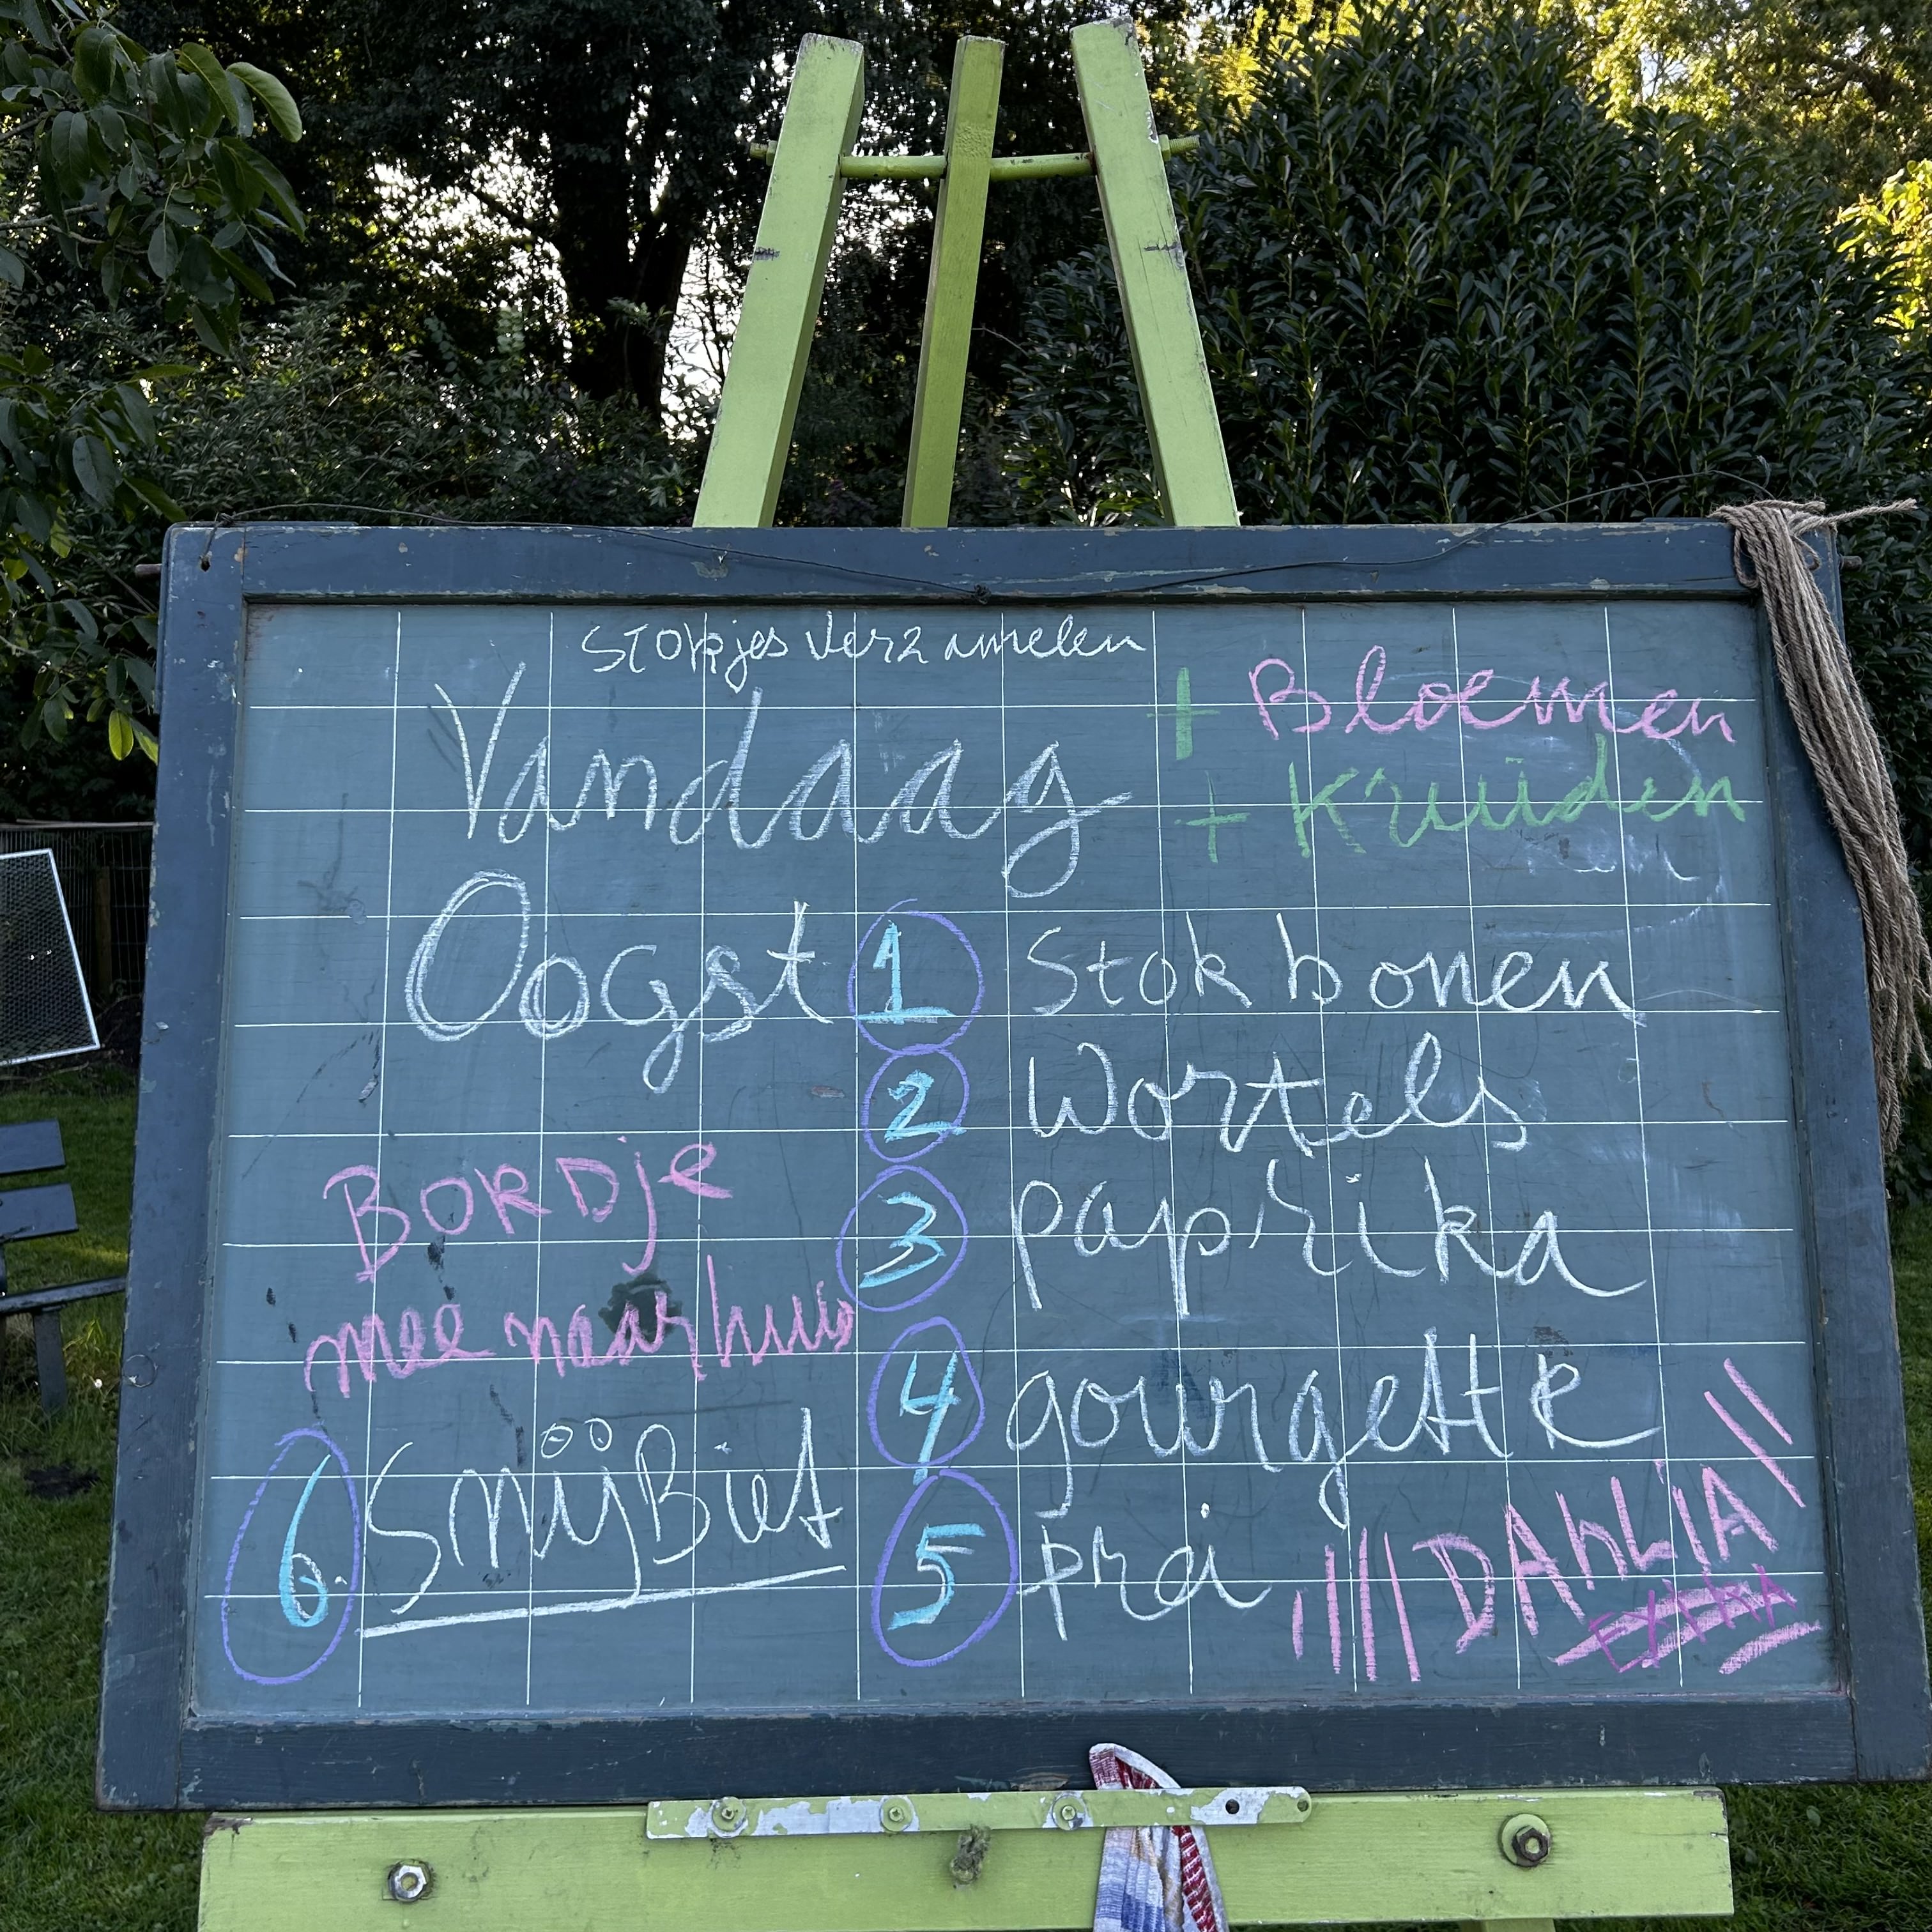 Stokjes verzamelen
Vandaag
+ Bloemen
+ Kruiden
Oogst
1 Stokbonen
2 Wortels
3 paprika
4 gourgette
5 prei
BORDje
mee naar huis
6 SnijBiet
DAhLiA
EXTRA